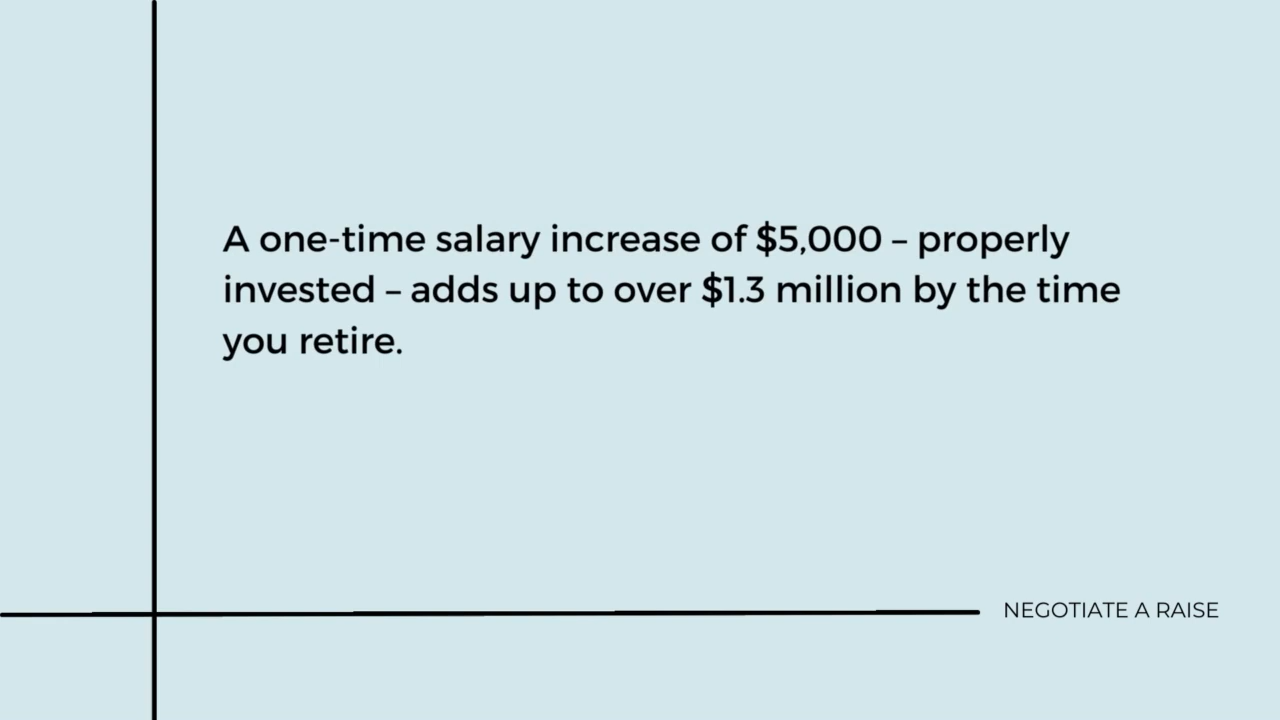 A one-time salary increase of $5,000 – properly
invested – adds up to over $1.3 million by the time
you retire.
NEGOTIATE A RAISE